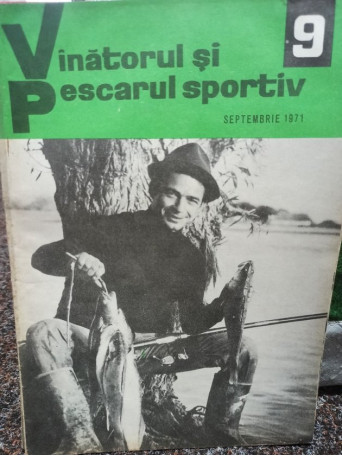 9
Vînătorul și
Pescarul sportiv
SEPTEMBRIE 1971